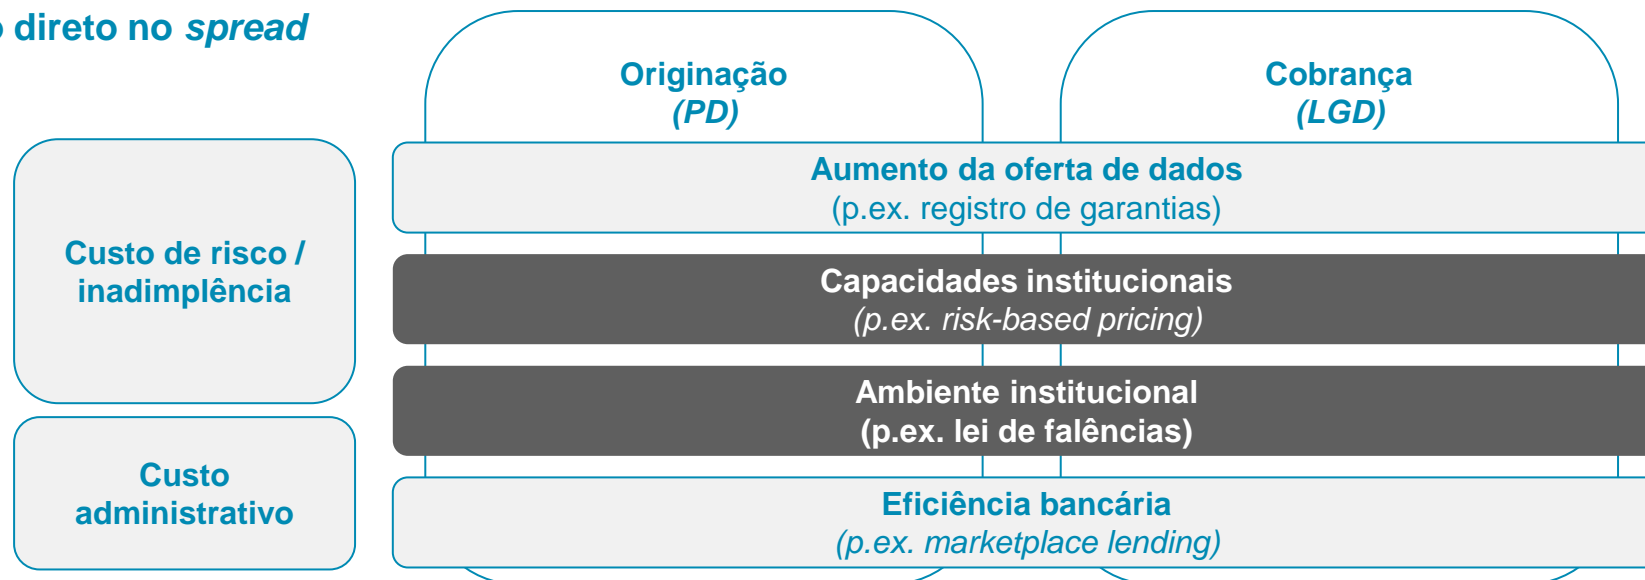 o direto no spread
Originação
(PD)
Cobrança
(LGD)
Custo de risco /
inadimplência
Custo
administrativo
Aumento da oferta de dados
(p.ex. registro de garantias)
Capacidades institucionais
(p.ex. risk-based pricing)
Ambiente institucional
(p.ex. lei de falências)
Eficiência bancária
(p.ex. marketplace lending)